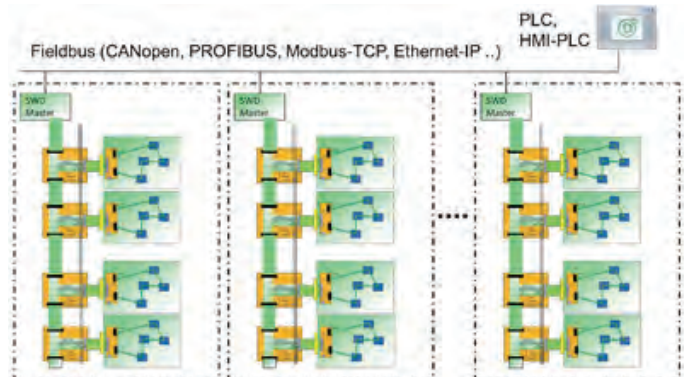 PLC,
HMI-PLC
Fieldbus (CANopen, PROFIBUS, Modbus-TCP, Ethernet-IP ..)
SWD
Master
SWD
Master
SWD
Master